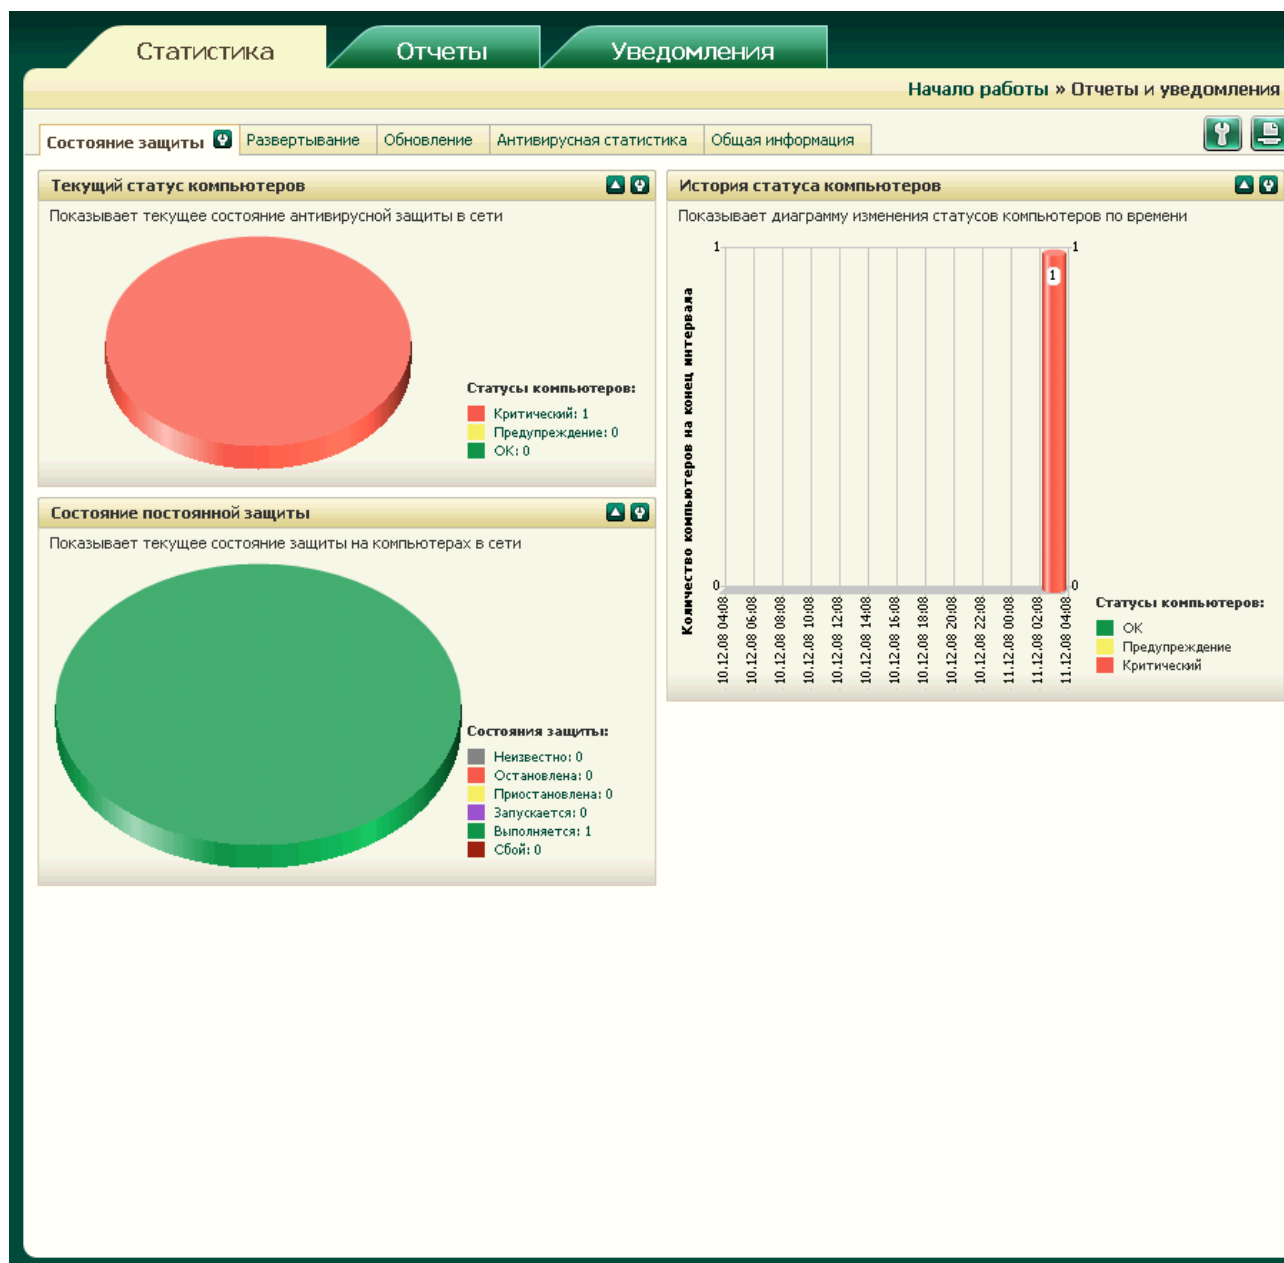 Статистика
Отчеты
Уведомления
Начало работы » Отчеты и уведомления
Состояние защиты
Развертывание
Обновление
Антивирусная статистика
Общая информация
Текущий статус компьютеров
Показывает текущее состояние антивирусной защиты в сети
Статусы компьютеров:
Критический: 1
Предупреждение: 0
ОК: 0
Состояние постоянной защиты
Показывает текущее состояние защиты на компьютерах в сети
Состояния защиты:
Неизвестно: 0
Остановлена: 0
Приостановлена: 0
Запускается: 0
Выполняется: 1
Сбой: 0
История статуса компьютеров
Показывает диаграмму изменения статусов компьютеров по времени
Количество компьютеров на конец интервала
1
1
1
0
0
10.12.08 04:08
10.12.08 06:08
10.12.08 08:08
10.12.08 10:08
10.12.08 12:08
10.12.08 14:08
10.12.08 16:08
10.12.08 18:08
10.12.08 20:08
10.12.08 22:08
11.12.08 00:08
11.12.08 02:08
11.12.08 04:08
Статусы компьютеров:
ОК
Предупреждение
Критический